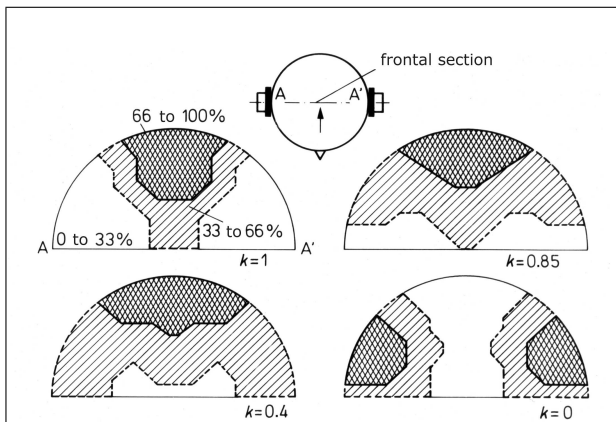 frontal section
A A'
66 to 100%
0 to 33%
33 to 66%
A A'
k=1
k=0.85
k=0.4
k=0